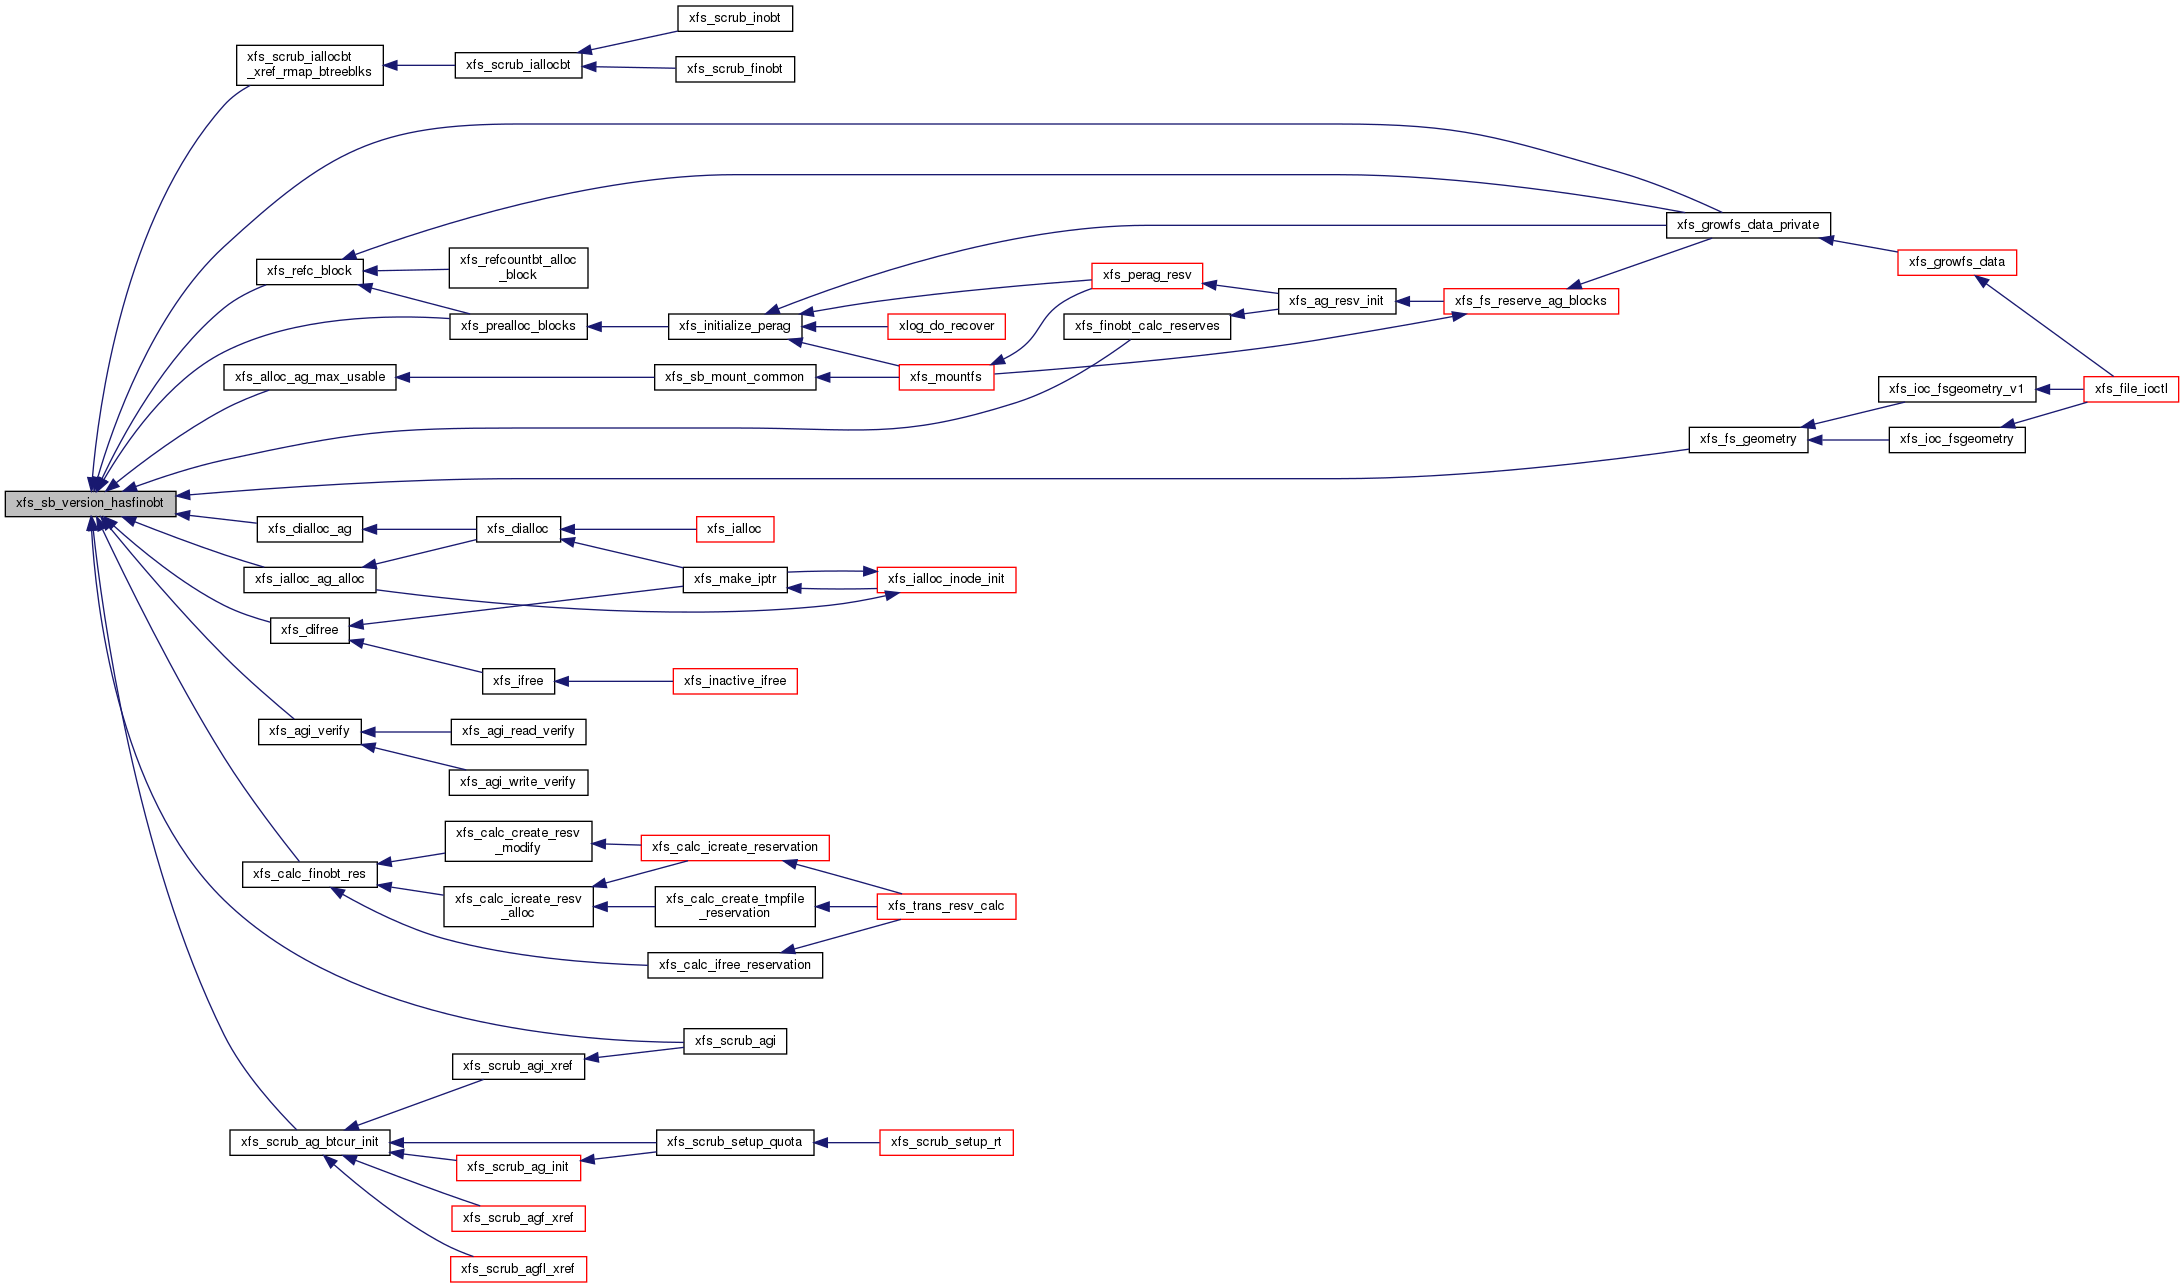 xfs_scrub_inobt
xfs_scrub_iallocbt
_xref_rmap_btreeblks
xfs_scrub_iallocbt
xfs_scrub_finobt
xfs_growfs_data_private
xfs_refc_block
xfs_refcountbt_alloc
_block
xfs_growfs_data
xfs_perag_resv
xfs_ag_resv_init
xfs_fs_reserve_ag_blocks
xfs_prealloc_blocks
xfs_initialize_perag
xlog_do_recover
xfs_finobt_calc_reserves
xfs_alloc_ag_max_usable
xfs_sb_mount_common
xfs_mountfs
xfs_ioc_fsgeometry_v1
xfs_file_ioctl
xfs_fs_geometry
xfs_ioc_fsgeometry
xfs_sb_version_hasfinobt
xfs_dialloc_ag
xfs_dialloc
xfs_ialloc
xfs_ialloc_ag_alloc
xfs_make_iptr
xfs_ialloc_inode_init
xfs_difree
xfs_ifree
xfs_inactive_ifree
xfs_agi_verify
xfs_agi_read_verify
xfs_agi_write_verify
xfs_calc_create_resv
_modify
xfs_calc_icreate_reservation
xfs_calc_finobt_res
xfs_calc_icreate_resv
_alloc
xfs_calc_create_tmpfile
_reservation
xfs_trans_resv_calc
xfs_calc_ifree_reservation
xfs_scrub_agi
xfs_scrub_agi_xref
xfs_scrub_ag_btcur_init
xfs_scrub_setup_quota
xfs_scrub_setup_rt
xfs_scrub_ag_init
xfs_scrub_agf_xref
xfs_scrub_agfl_xref